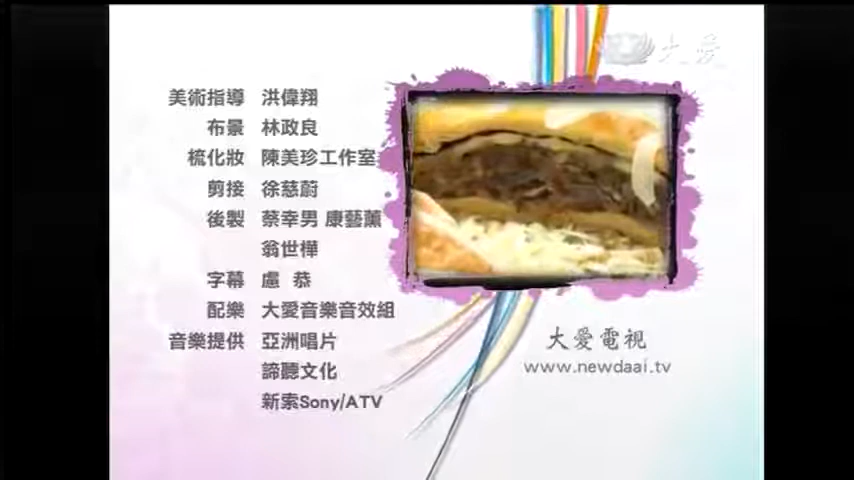 大愛
美術指導 洪偉翔
布景 林政良
梳化妝 陳美珍工作室
剪接 徐慈蔚
後製 蔡幸男 康藝薰
翁世樺
字幕 盧 恭
配樂 大愛音樂音效組
音樂提供 亞洲唱片
諦聽文化
新索Sony/ATV
大愛電視
www.newdaai.tv